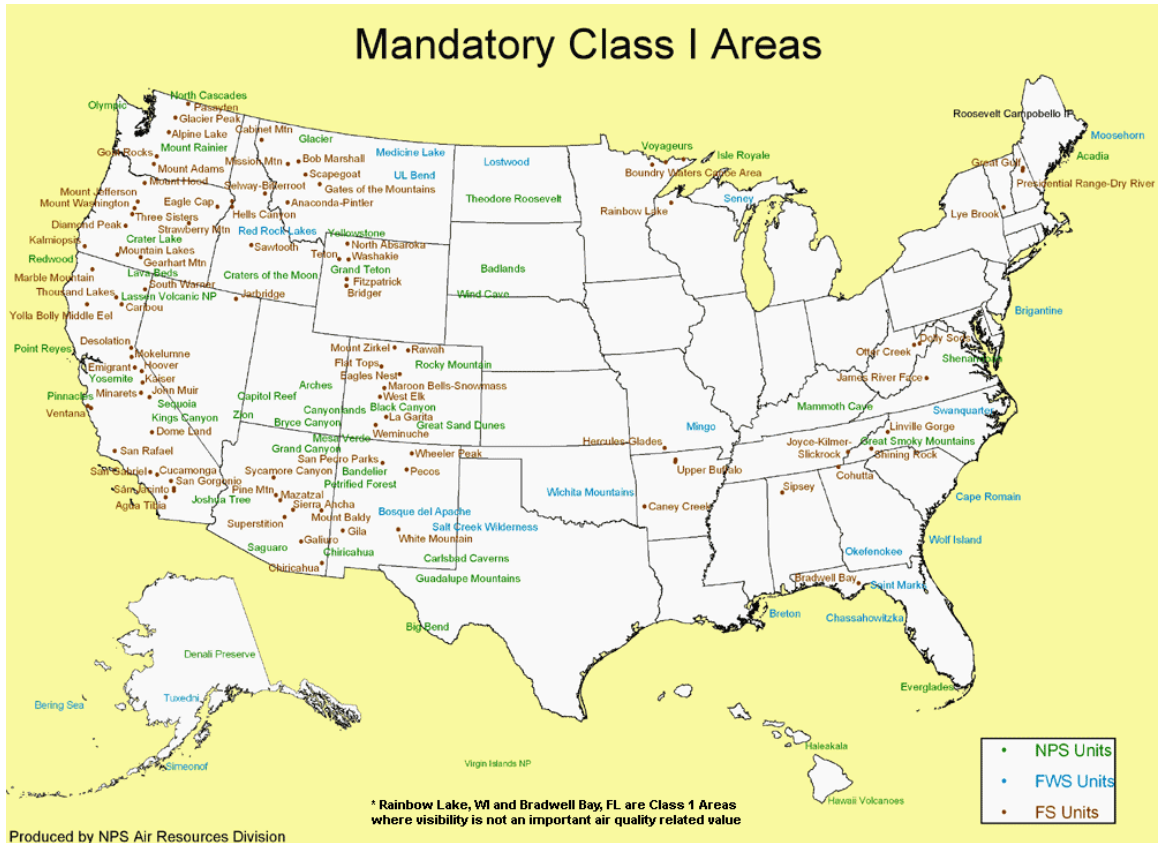 Mandatory Class I Areas
North Cascades
Olympic
Pasayten
Glacier Peak
Alpine Lake
Cabinet Mtn
Glacier
Mount Rainier
Goat Rocks
Mission Mtn
Bob Marshall
Medicine Lake
Lostwood
Mount Adams
Scapegoat
UL Bend
Mount Hood
Selway-Bitterroot
Gates of the Mountains
Mount Jefferson
Theodore Roosevelt
Mount Washington
Eagle Cap
Anaconda-Pintler
Three Sisters
Hells Canyon
Diamond Peak
Strawberry Mtn
Red Rock Lakes
Yellowstone
Kalmiopsis
Crater Lake
Sawtooth
North Absaroka
Mountain Lakes
Teton
Washakie
Redwood
Gearhart Mtn
Lava Beds
Craters of the Moon
Grand Teton
Badlands
Marble Mountain
South Warner
Fitzpatrick
Thousand Lakes
Lassen Volcanic NP
Jarbridge
Bridger
Wind Cave
Caribou
Yolla Bolly Middle Eel
Voyageurs
Isle Royale
Boundry Waters Canoe Area
Rainbow Lake
Seney
Roosevelt Campobello IP
Moosehorn
Acadia
Great Gulf
Presidential Range-Dry River
Lye Brook
Brigantine
Point Reyes
Desolation
Mokelumne
Emigrant
Hoover
Yosemite
Kaiser
Minarets
John Muir
Pinnacles
Sequoia
Ventana
Kings Canyon
Dome Land
San Rafael
San Gabriel
Cucamonga
San Gorgonio
San Jacinto
Agua Tibia
Joshua Tree
Mount Zirkel
Rawah
Flat Tops
Rocky Mountain
Eagles Nest
Arches
Maroon Bells-Snowmass
Capitol Reef
West Elk
Canyonlands
Black Canyon
Zion
Bryce Canyon
La Garita
Great Sand Dunes
Weminuche
Mesa Verde
Grand Canyon
Wheeler Peak
San Pedro Parks
Sycamore Canyon
Bandelier
Pecos
Pine Mtn
Petrified Forest
Mazatzal
Sierra Ancha
Bosque del Apache
Superstition
Mount Baldy
Salt Creek Wilderness
Gila
White Mountain
Galiuro
Saguaro
Chiricahua
Carlsbad Caverns
Chiricahua
Guadalupe Mountains
Big Bend
Wichita Mountains
Dolly Sods
Otter Creek
Shenandoah
James River Face
Mammoth Cave
Swanquarter
Mingo
Linville Gorge
Hercules-Glades
Joyce-Kilmer-
Slickrock
Great Smoky Mountains
Shining Rock
Upper Buffalo
Cohutta
Sipsey
Caney Creek
Cape Romain
Wolf Island
Okefenokee
Bradwell Bay
Saint Marks
Breton
Chassahowitzka
Everglades
Denali Preserve
Tuxedni
Bering Sea
Simeonof
Virgin Islands NP
Haleakala
Hawaii Volcanoes
NPS Units
FWS Units
FS Units
* Rainbow Lake, WI and Bradwell Bay, FL are Class 1 Areas
where visibility is not an important air quality related value
Produced by NPS Air Resources Division